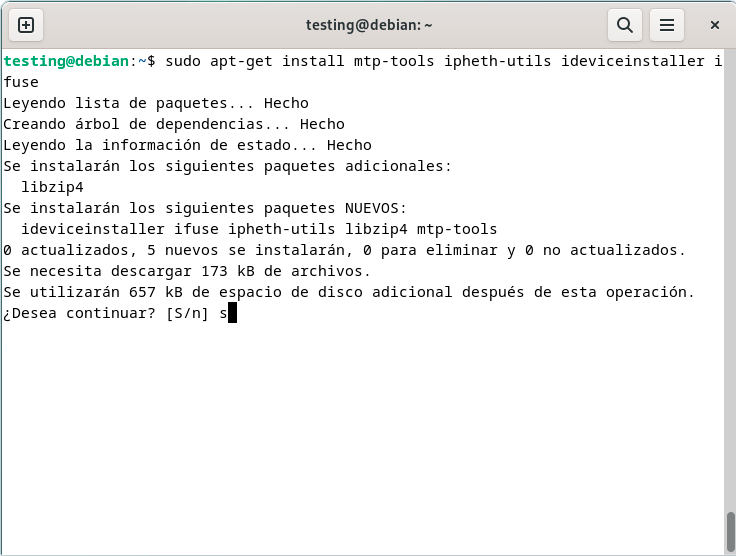 testing@debian: ~
testing@debian:~$ sudo apt-get install mtp-tools ipheth-utils ideviceinstaller i
fuse
Leyendo lista de paquetes... Hecho
Creando árbol de dependencias... Hecho
Leyendo la información de estado... Hecho
Se instalarán los siguientes paquetes adicionales:
  libzip4
Se instalarán los siguientes paquetes NUEVOS:
  ideviceinstaller ifuse ipheth-utils libzip4 mtp-tools
0 actualizados, 5 nuevos se instalarán, 0 para eliminar y 0 no actualizados.
Se necesita descargar 173 kB de archivos.
Se utilizarán 657 kB de espacio de disco adicional después de esta operación.
¿Desea continuar? [S/n] s